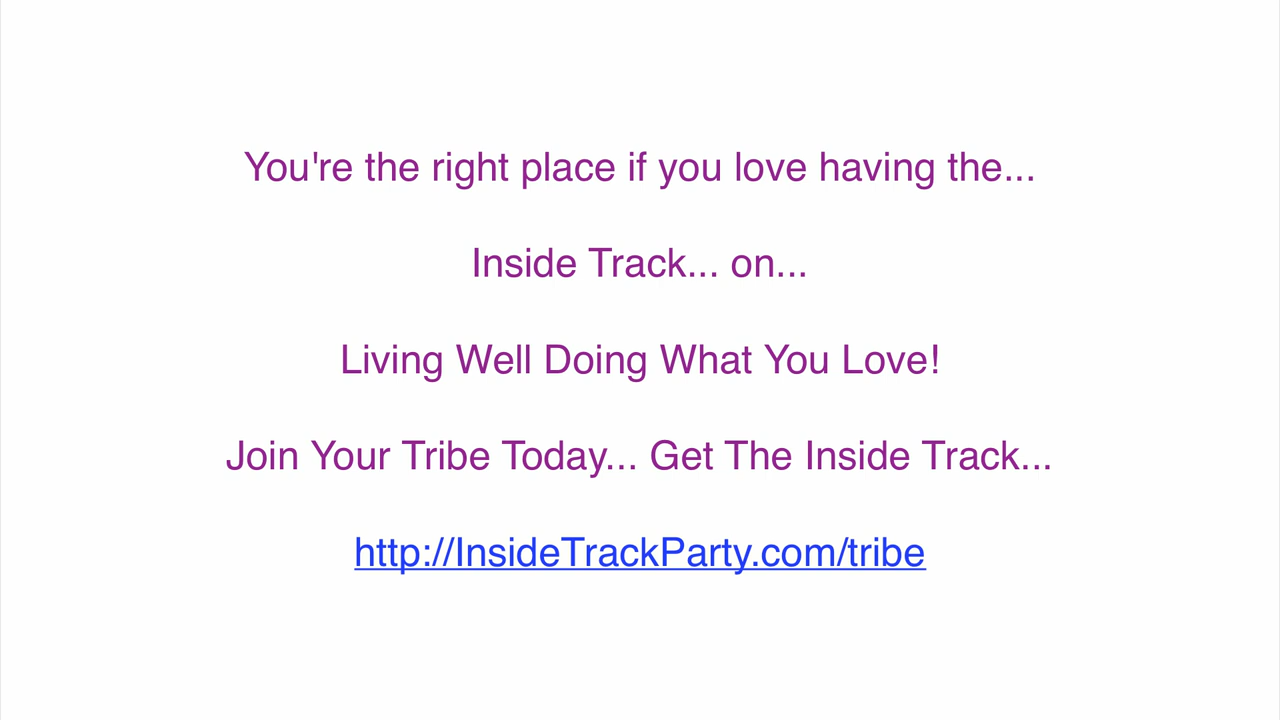 You're the right place if you love having the...
Inside Track... on...
Living Well Doing What You Love!
Join Your Tribe Today... Get The Inside Track...
http://InsideTrackParty.com/tribe